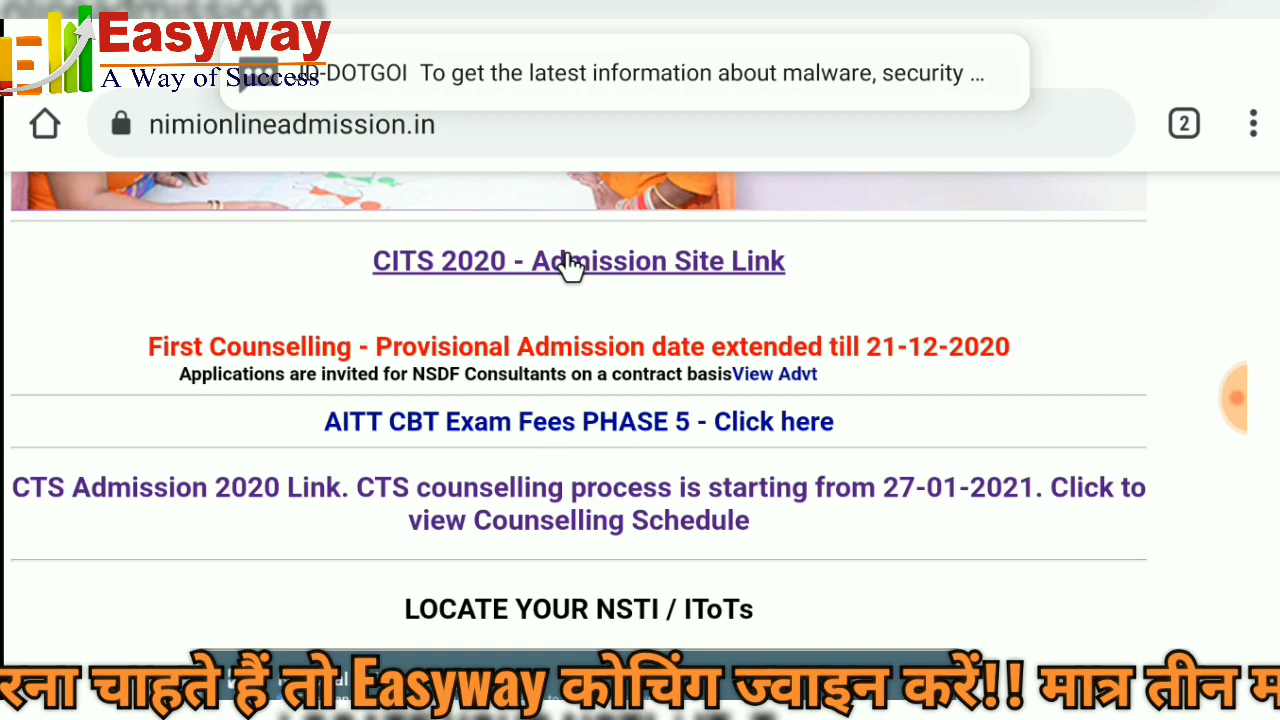 Easyway
A Way of Success
JD-DOTGOI To get the latest information about malware, security ...
nimionlineadmission.in
2
CITS 2020 - Admission Site Link
First Counselling - Provisional Admission date extended till 21-12-2020
Applications are invited for NSDF Consultants on a contract basisView Advt
AITT CBT Exam Fees PHASE 5 - Click here
CTS Admission 2020 Link. CTS counselling process is starting from 27-01-2021. Click to
view Counselling Schedule
LOCATE YOUR NSTI / IToTs
रना चाहते हैं तो Easyway कोचिंग ज्वाइन करें!! मात्र तीन म